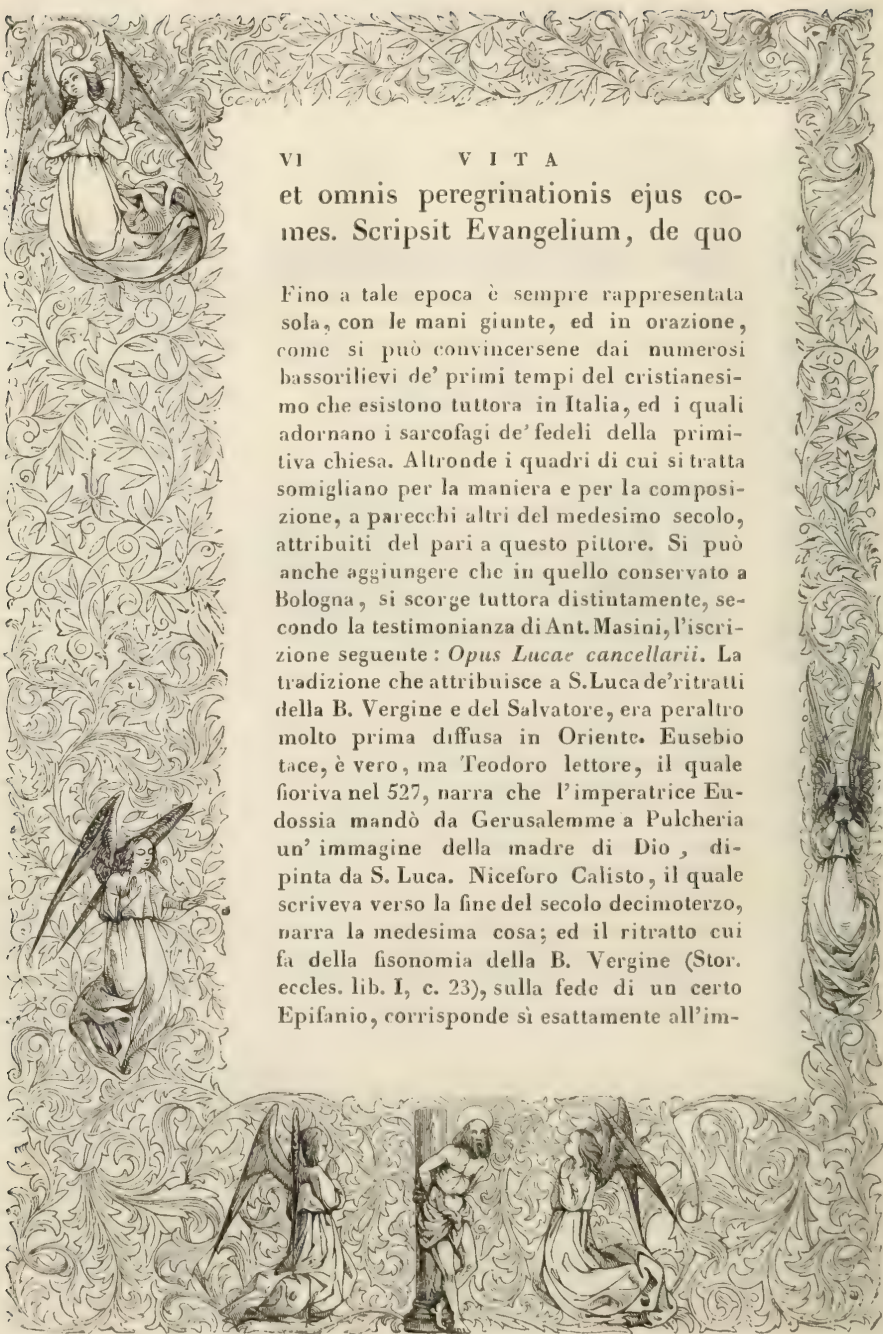 VI V I T A
et omnis peregrinationis ejus co-
mes. Scripsit Evangelium, de quo
Fino a tale epoca è sempre rappresentata
sola, con le mani giunte, ed in orazione,
come si può convincersene dai numerosi
bassorilievi de' primi tempi del cristianesi-
mo che esistono tuttora in Italia, ed i quali
adornano i sarcofagi de' fedeli della primi-
tiva chiesa. Altronde i quadri di cui si tratta
somigliano per la maniera e per la composi-
zione, a parecchi altri del medesimo secolo,
attribuiti del pari a questo pittore. Si può
anche aggiungere che in quello conservato a
Bologna, si scorge tuttora distintamente, se-
condo la testimonianza di Ant. Masini, l'iscri-
zione seguente : Opus Lucae cancellarii. La
tradizione che attribuisce a S. Luca de' ritratti
della B. Vergine e del Salvatore, era peraltro
molto prima diffusa in Oriente. Eusebio
tace, è vero, ma Teodoro lettore, il quale
fioriva nel 527, narra che l'imperatrice Eu-
dossia mandò da Gerusalemme a Pulcheria
un' immagine della madre di Dio, di-
pinta da S. Luca. Niceforo Calisto, il quale
scriveva verso la fine del secolo decimoterzo,
narra la medesima cosa; ed il ritratto cui
fa della fisonomia della B. Vergine (Stor.
eccles. lib. I, c. 23), sulla fede di un certo
Epifanio, corrisponde sì esattamente all'im-